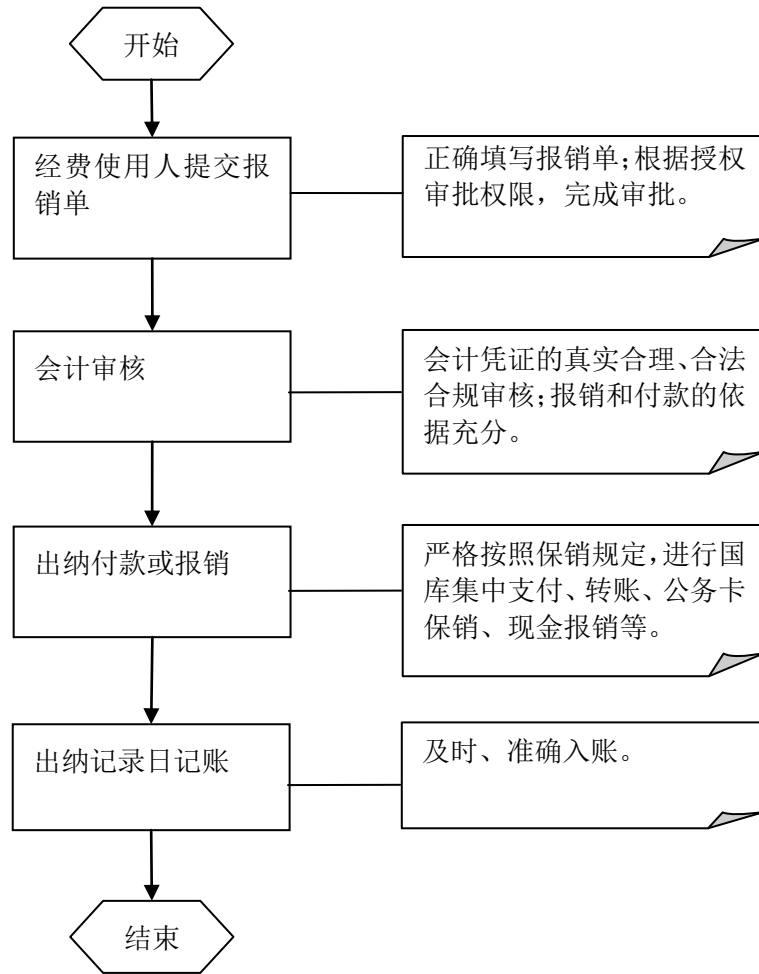 开始
经费使用人提交报
销单
正确填写报销单;根据授权
审批权限，完成审批。
会计审核
会计凭证的真实合理、合法
合规审核;报销和付款的依
据充分。
出纳付款或报销
严格按照保销规定,进行国
库集中支付、转账、公务卡
保销、现金报销等。
出纳记录日记账
及时、准确入账。
结束